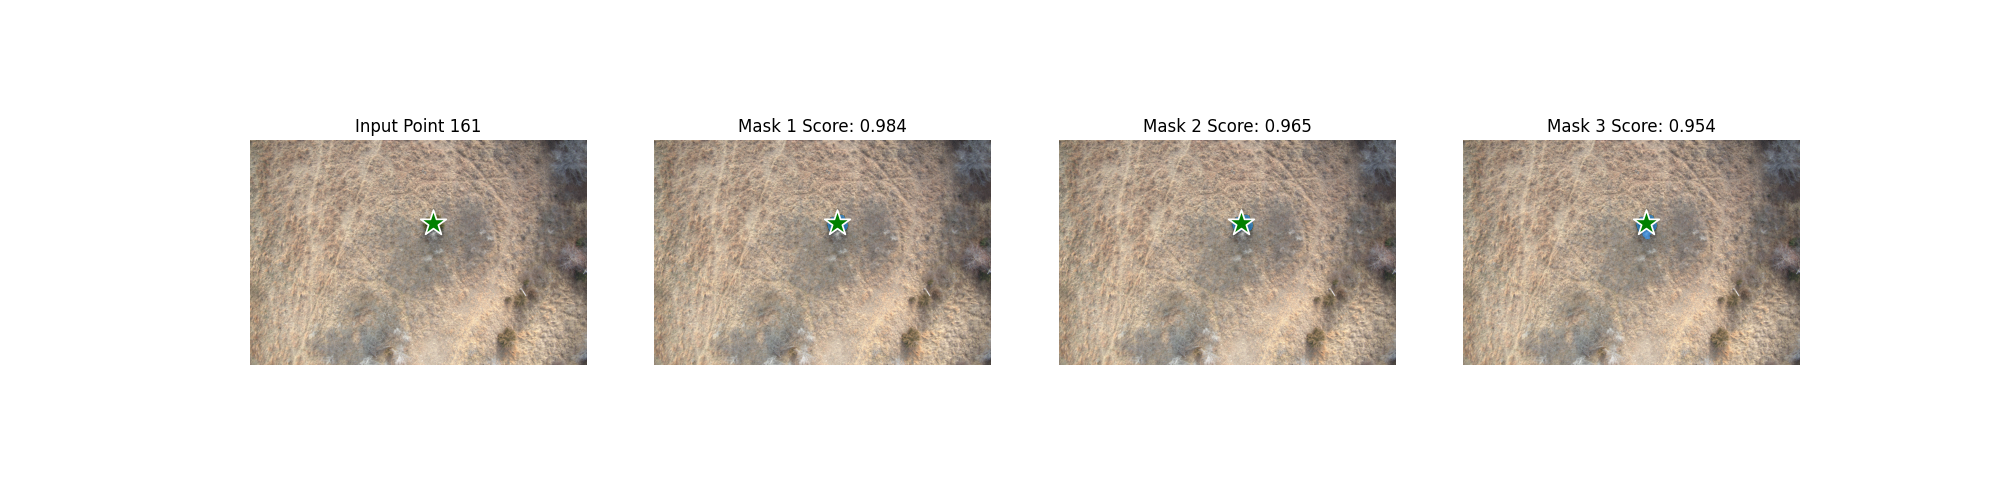 Input Point 161
Mask 1 Score: 0.984
Mask 2 Score: 0.965
Mask 3 Score: 0.954